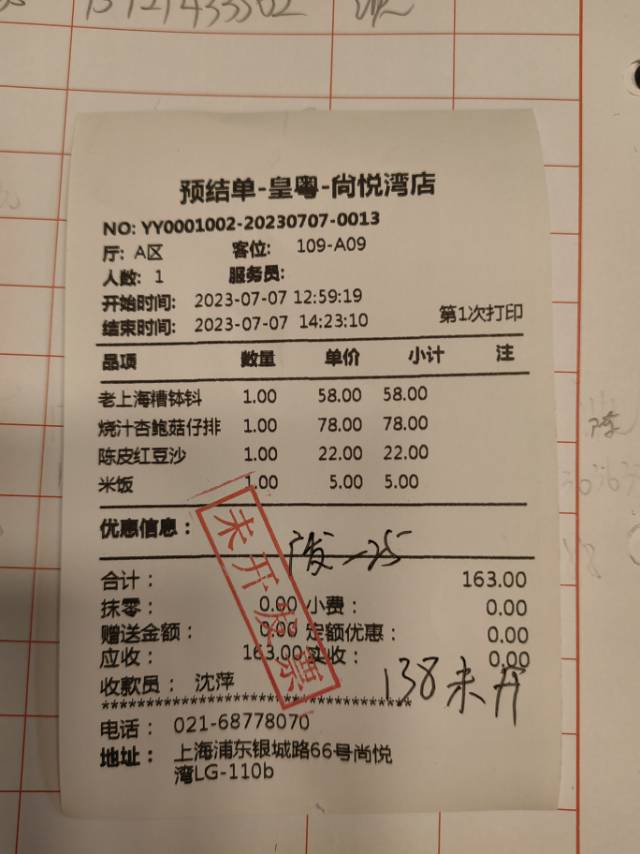 预结单-皇粤-尚悦湾店
NO: YY0001002-20230707-0013
厅: A区 客位: 109-A09
人数: 1 服务员:
开始时间: 2023-07-07 12:59:19
结束时间: 2023-07-07 14:23:10 第1次打印
品项 数量 单价 小计 注
老上海糟钵斗 1.00 58.00 58.00
烧汁杏鲍菇仔排 1.00 78.00 78.00
陈皮红豆沙 1.00 22.00 22.00
米饭 1.00 5.00 5.00
优惠信息:
-25
未开发票
合计: 163.00
抹零: 0.00 小费: 0.00
赠送金额: 0.00 定额优惠: 0.00
应收: 163.00 实收: 0.00
138未开
收款员: 沈萍
****************************************
电话: 021-68778070
地址: 上海浦东银城路66号尚悦
湾LG-110b